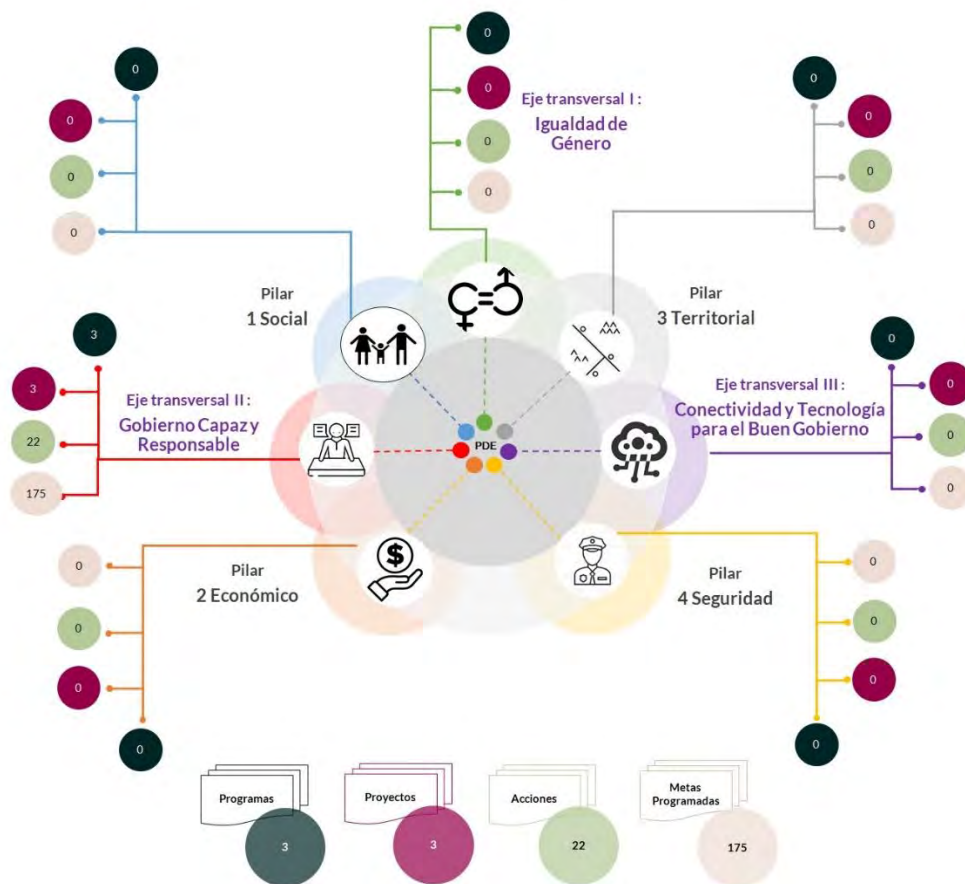 0
0
0
0
0
0
0
0
Eje transversal I :
Igualdad de
Género
0
0
0
0
Pilar
1 Social
Pilar
3 Territorial
3
3
22
175
Eje transversal II :
Gobierno Capaz y
Responsable
PDE
Eje transversal III :
Conectividad y Tecnología
para el Buen Gobierno
0
0
0
0
0
0
0
0
Pilar
2 Económico
$
Pilar
4 Seguridad
0
0
0
0
Programas
3
Proyectos
3
Acciones
22
Metas
Programadas
175